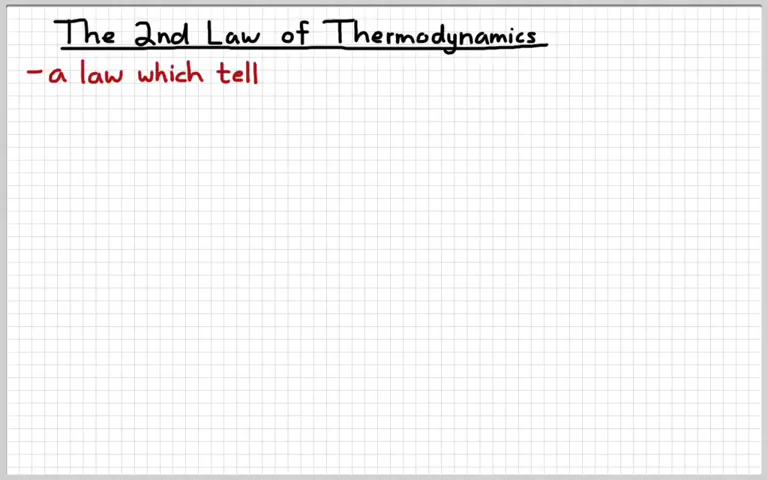 The 2nd Law of Thermodynamics
- a law which tell